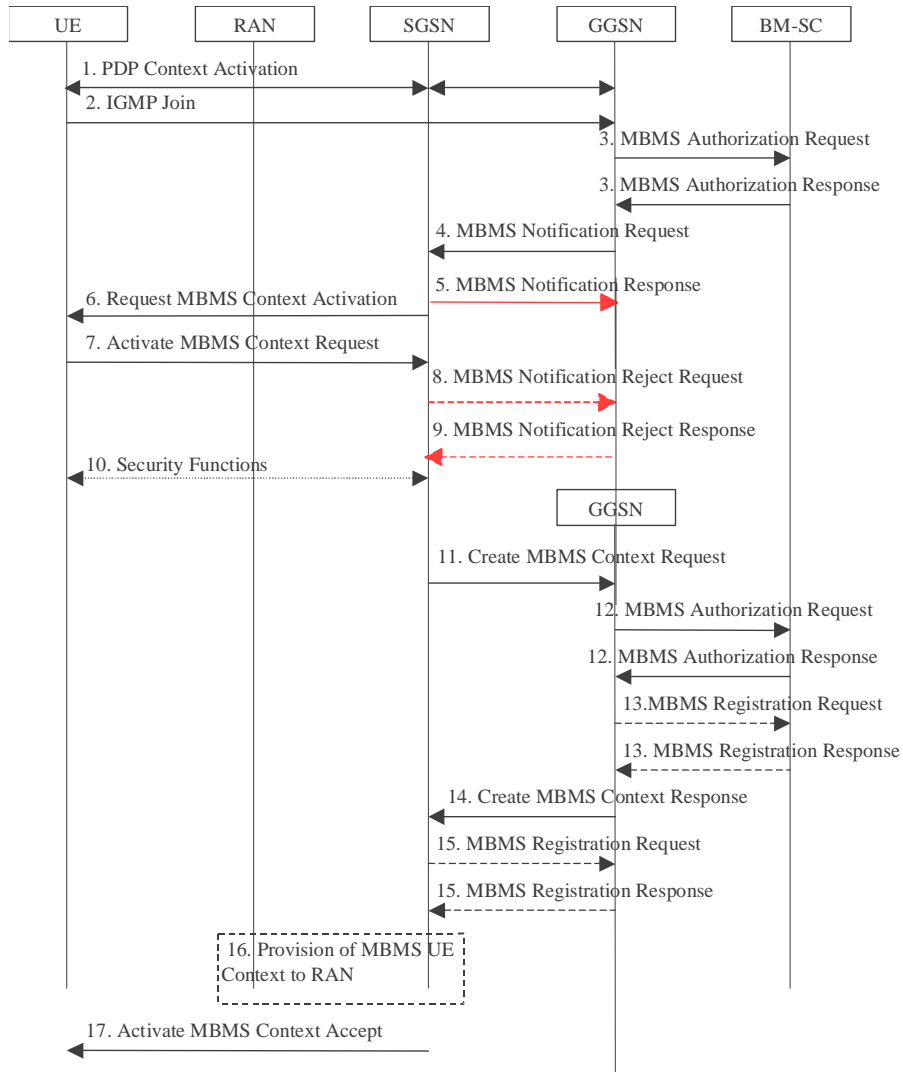 UE
RAN
SGSN
GGSN
BM-SC
1. PDP Context Activation
2. IGMP Join
3. MBMS Authorization Request
3. MBMS Authorization Response
4. MBMS Notification Request
5. MBMS Notification Response
6. Request MBMS Context Activation
7. Activate MBMS Context Request
8. MBMS Notification Reject Request
9. MBMS Notification Reject Response
10. Security Functions
GGSN
11. Create MBMS Context Request
12. MBMS Authorization Request
12. MBMS Authorization Response
13.MBMS Registration Request
13. MBMS Registration Response
14. Create MBMS Context Response
15. MBMS Registration Request
15. MBMS Registration Response
16. Provision of MBMS UE
Context to RAN
17. Activate MBMS Context Accept